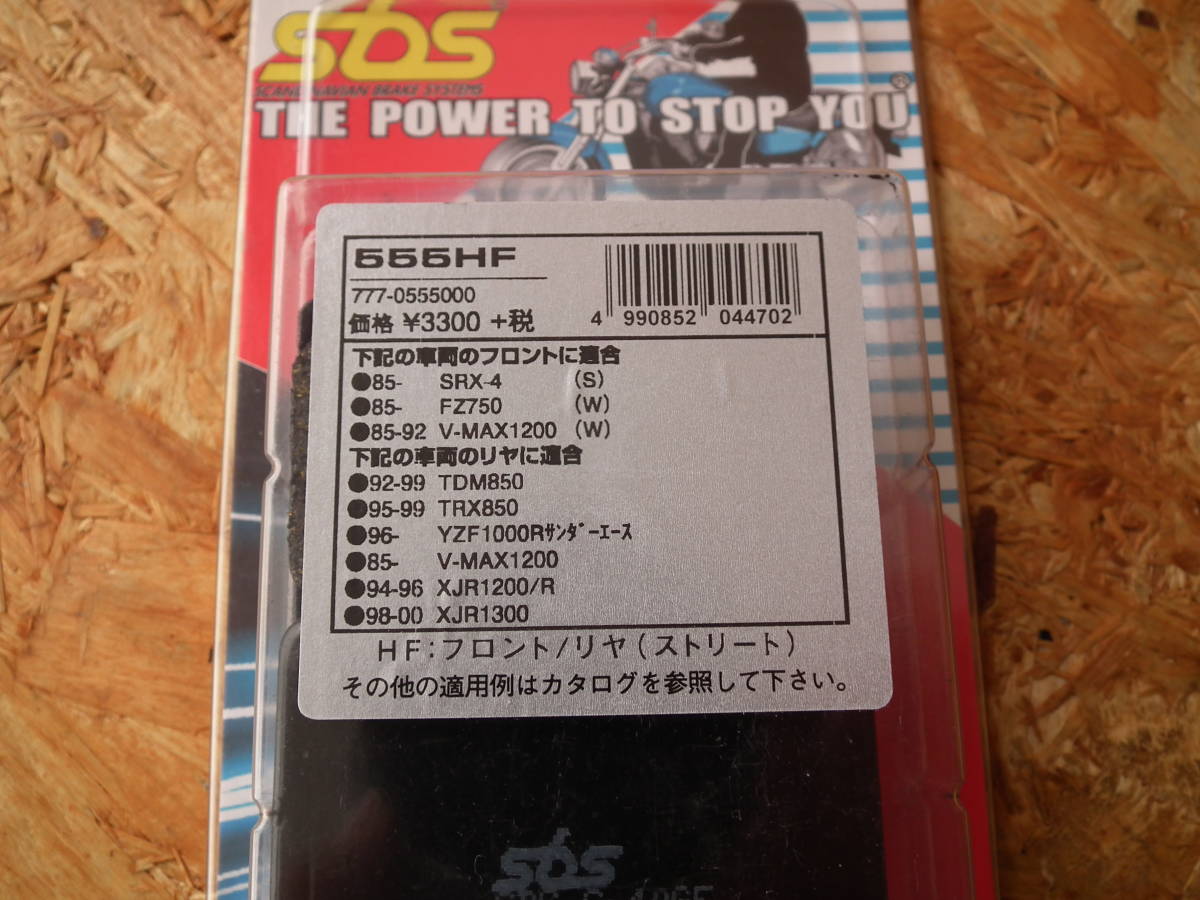 sbs
SCANDINAVIAN BRAKE SYSTEMS
THE POWER TO STOP YOU®
555HF
777-0555000
価格 ¥3300 +税
4 990852 044702
下記の車両のフロントに適合
●85- SRX-4 (S)
●85- FZ750 (W)
●85-92 V-MAX1200 (W)
下記の車両のリヤに適合
●92-99 TDM850
●95-99 TRX850
●96- YZF1000Rｻﾝﾀﾞｰｴｰｽ
●85- V-MAX1200
●94-96 XJR1200/R
●98-00 XJR1300
HF:フロント/リヤ(ストリート)
その他の適用例はカタログを参照して下さい。
sbs